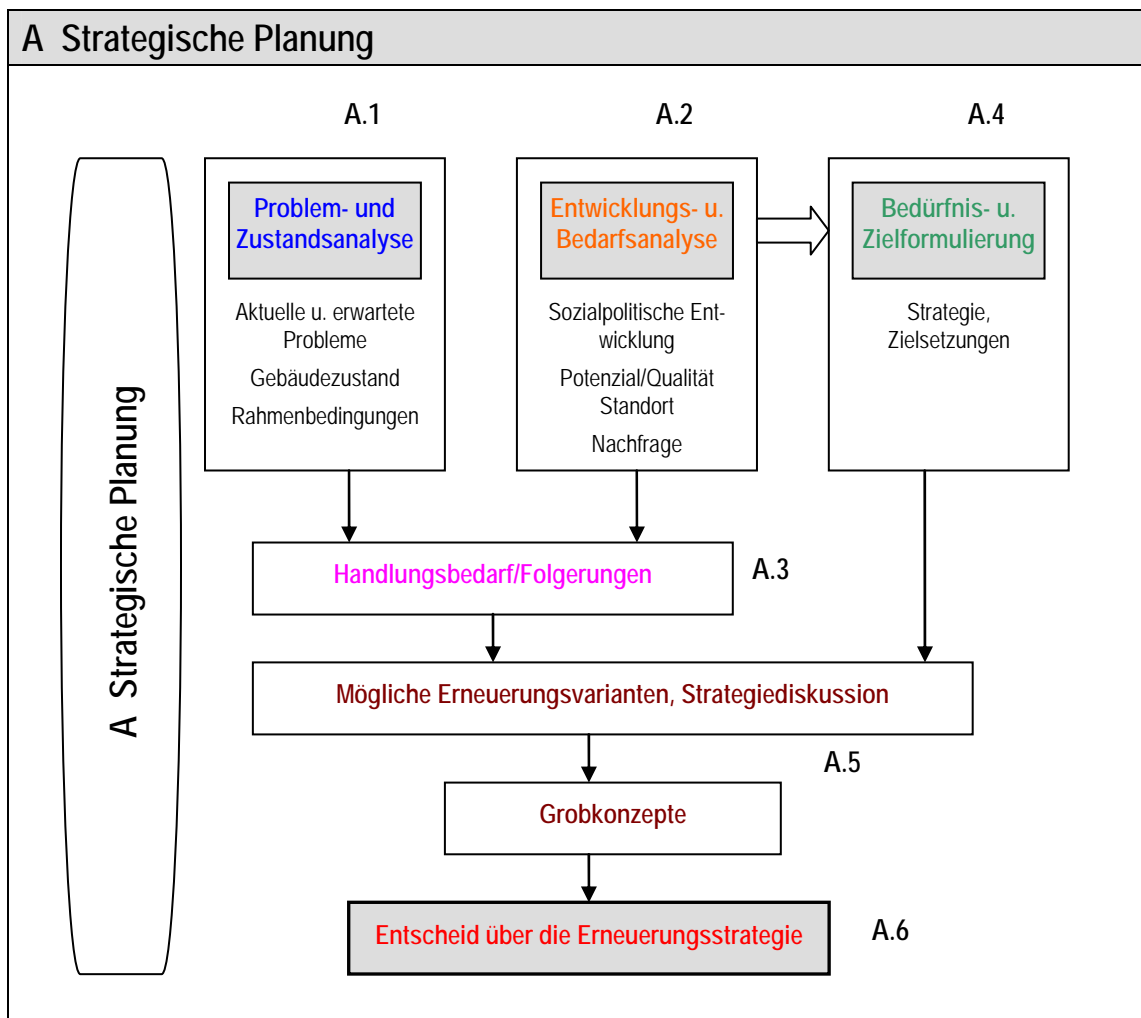 A Strategische Planung
A.1
A.2
A.4
Problem- und
Zustandsanalyse
Aktuelle u. erwartete
Probleme
Gebäudezustand
Rahmenbedingungen
Entwicklungs- u.
Bedarfsanalyse
Sozialpolitische Ent-
wicklung
Potenzial/Qualität
Standort
Nachfrage
Bedürfnis- u.
Zielformulierung
Strategie,
Zielsetzungen
A Strategische Planung
Handlungsbedarf/Folgerungen
A.3
Mögliche Erneuerungsvarianten, Strategiediskussion
A.5
Grobkonzepte
Entscheid über die Erneuerungsstrategie
A.6